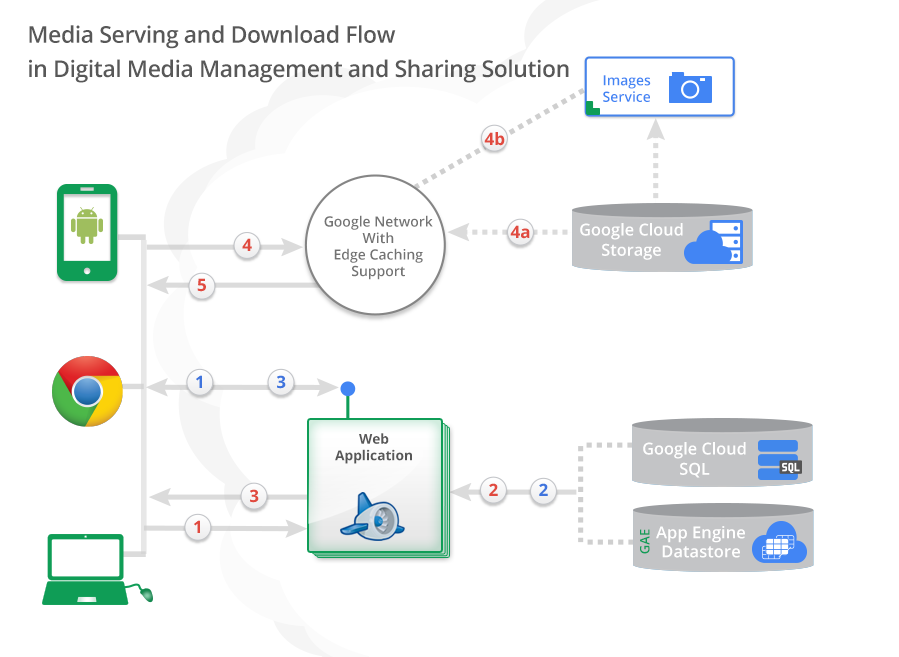 Media Serving and Download Flow
in Digital Media Management and Sharing Solution
Images
Service
4b
Google Network
With
Edge Caching
Support
4
4a
Google Cloud
Storage
5
1
3
Web
Application
Google Cloud
SQL
SQL
3
2
2
1
GAE
App Engine
Datastore